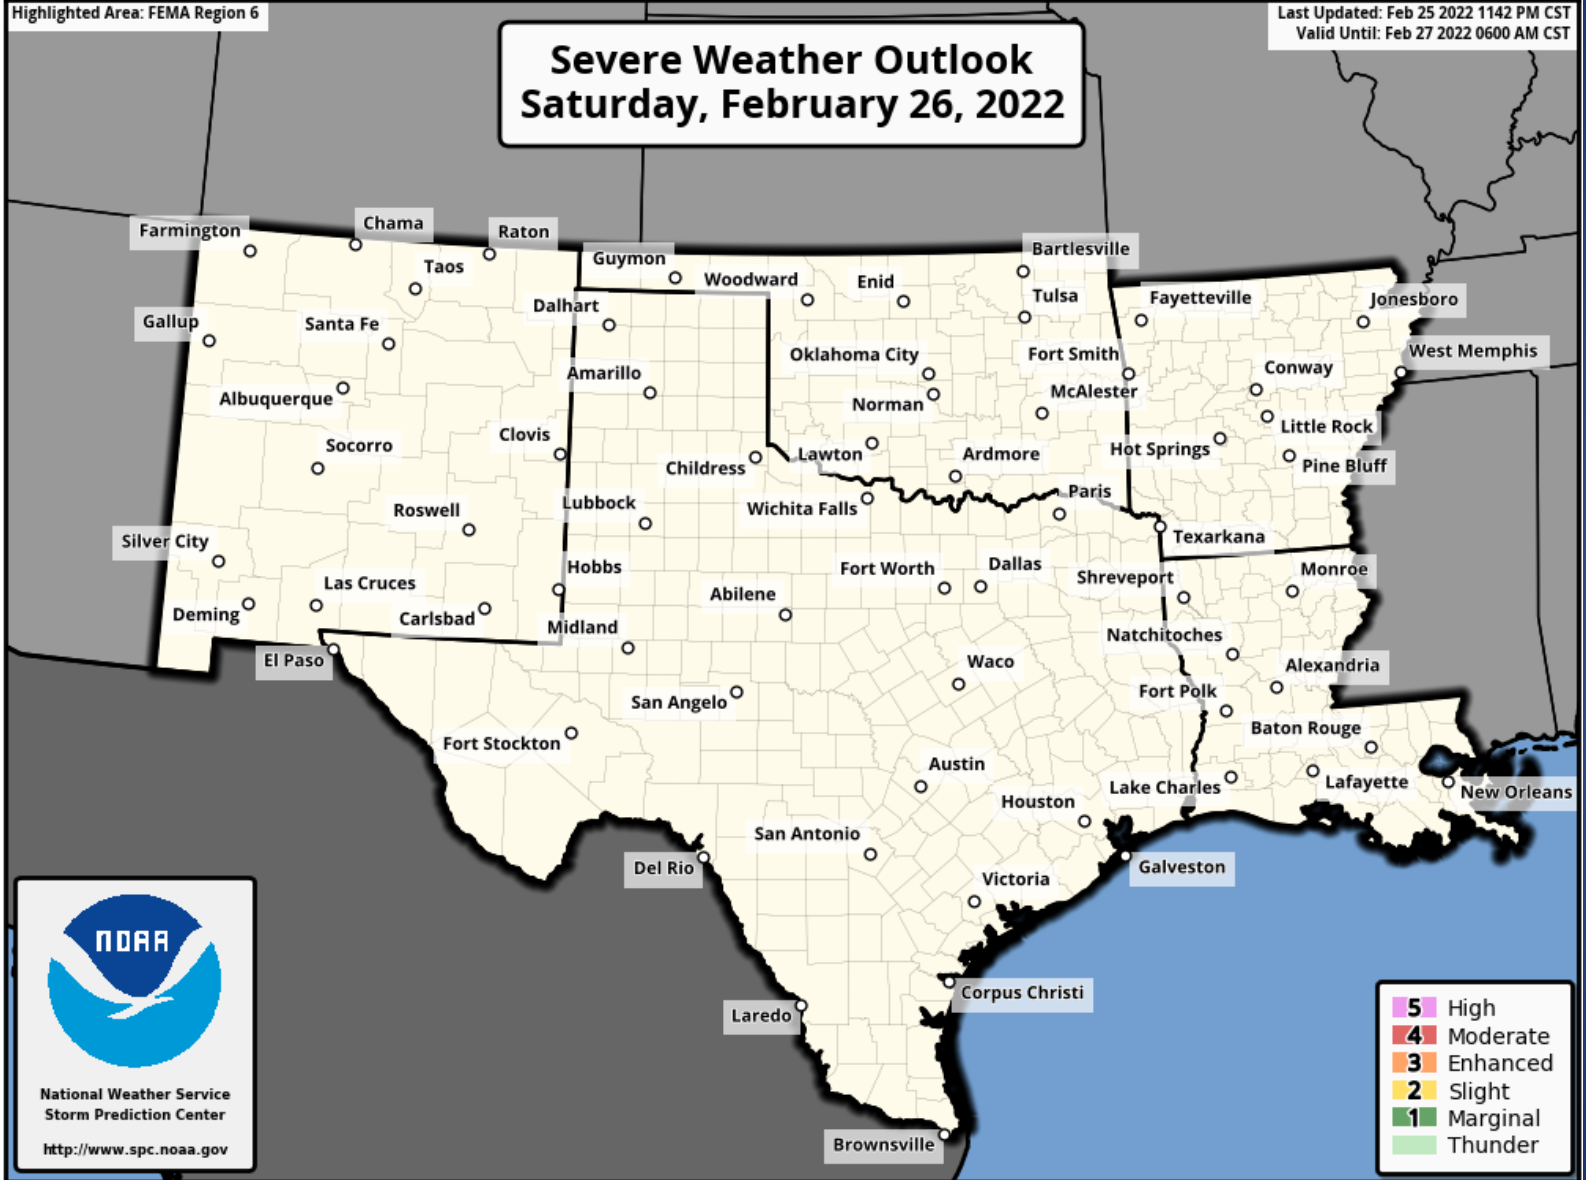 Highlighted Area: FEMA Region 6
Last Updated: Feb 25 2022 1142 PM CST
Valid Until: Feb 27 2022 0600 AM CST
Severe Weather Outlook
Saturday, February 26, 2022
Farmington
Chama
Raton
Taos
Guymon
Woodward
Enid
Bartlesville
Tulsa
Fayetteville
Jonesboro
Gallup
Santa Fe
Dalhart
Oklahoma City
Fort Smith
West Memphis
Albuquerque
Amarillo
Norman
McAlester
Conway
Little Rock
Socorro
Clovis
Childress
Lawton
Ardmore
Hot Springs
Pine Bluff
Roswell
Lubbock
Wichita Falls
Paris
Texarkana
Silver City
Las Cruces
Hobbs
Fort Worth
Dallas
Shreveport
Monroe
Deming
Carlsbad
Midland
Abilene
Natchitoches
El Paso
San Angelo
Waco
Alexandria
Fort Polk
Fort Stockton
Baton Rouge
Austin
Houston
Lake Charles
Lafayette
New Orleans
San Antonio
Del Rio
Victoria
Galveston
Laredo
Corpus Christi
Brownsville
NOAA
National Weather Service
Storm Prediction Center
http://www.spc.noaa.gov
5 High
4 Moderate
3 Enhanced
2 Slight
1 Marginal
Thunder